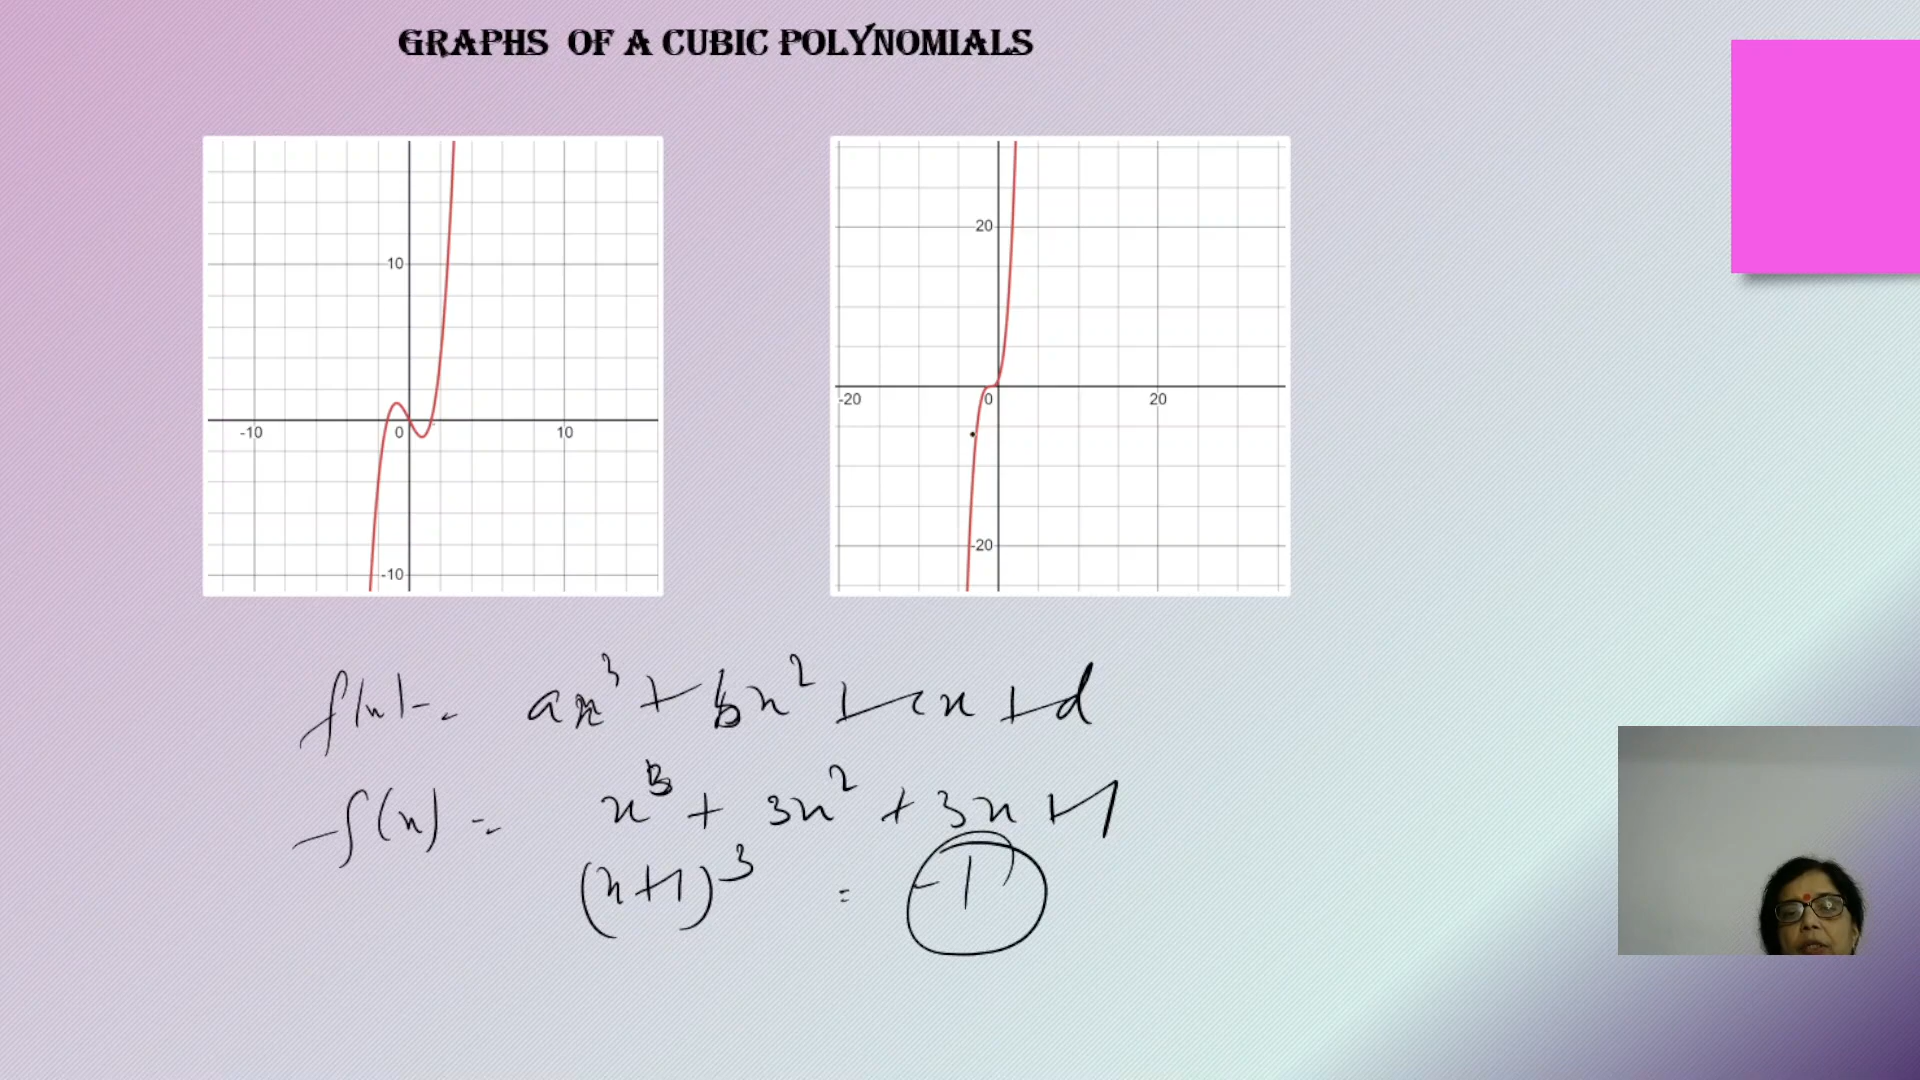 GRAPHS OF A CUBIC POLYNOMIALS
10
-10 0 10
-10
20
-20 0 20
-20
f(x) = ax³ + bx² + cx + d
f(x) = x³ + 3x² + 3x + 1
(x+1)³ = -1